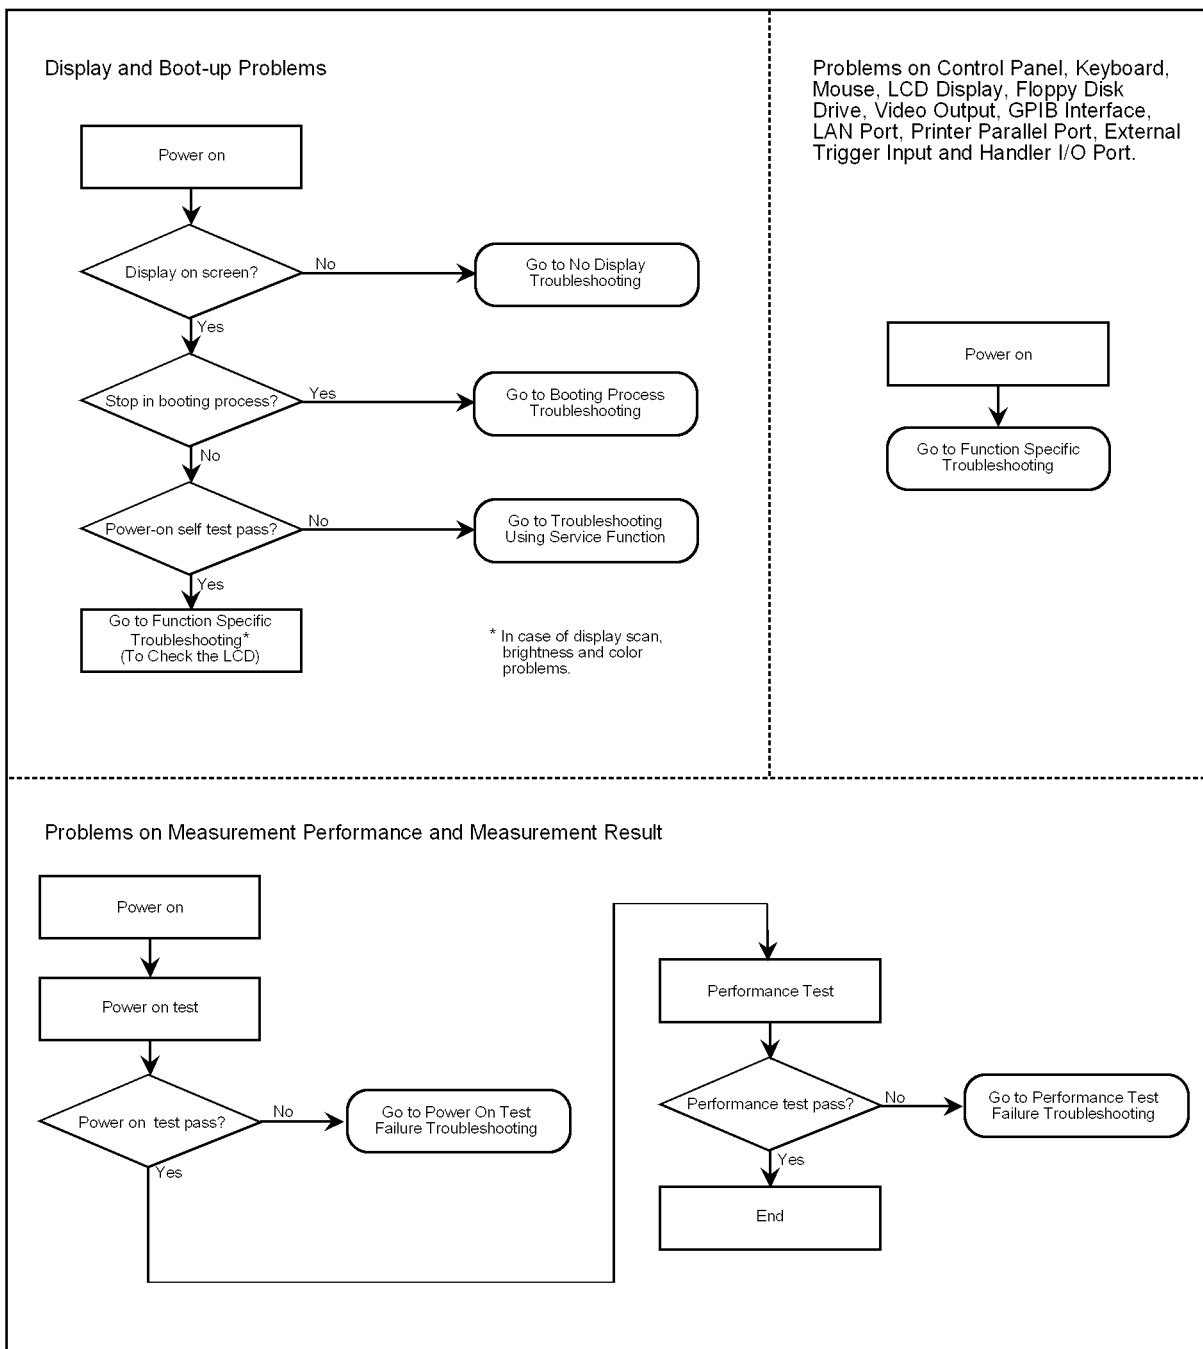 Display and Boot-up Problems
Power on
Display on screen?
No
Go to No Display
Troubleshooting
Yes
Stop in booting process?
Yes
Go to Booting Process
Troubleshooting
No
Power-on self test pass?
No
Go to Troubleshooting
Using Service Function
Yes
Go to Function Specific
Troubleshooting*
(To Check the LCD)
* In case of display scan,
brightness and color
problems.
Problems on Control Panel, Keyboard,
Mouse, LCD Display, Floppy Disk
Drive, Video Output, GPIB Interface,
LAN Port, Printer Parallel Port, External
Trigger Input and Handler I/O Port.
Power on
Go to Function Specific
Troubleshooting
Problems on Measurement Performance and Measurement Result
Power on
Power on test
Power on test pass?
No
Go to Power On Test
Failure Troubleshooting
Yes
Performance Test
Performance test pass?
No
Go to Performance Test
Failure Troubleshooting
Yes
End